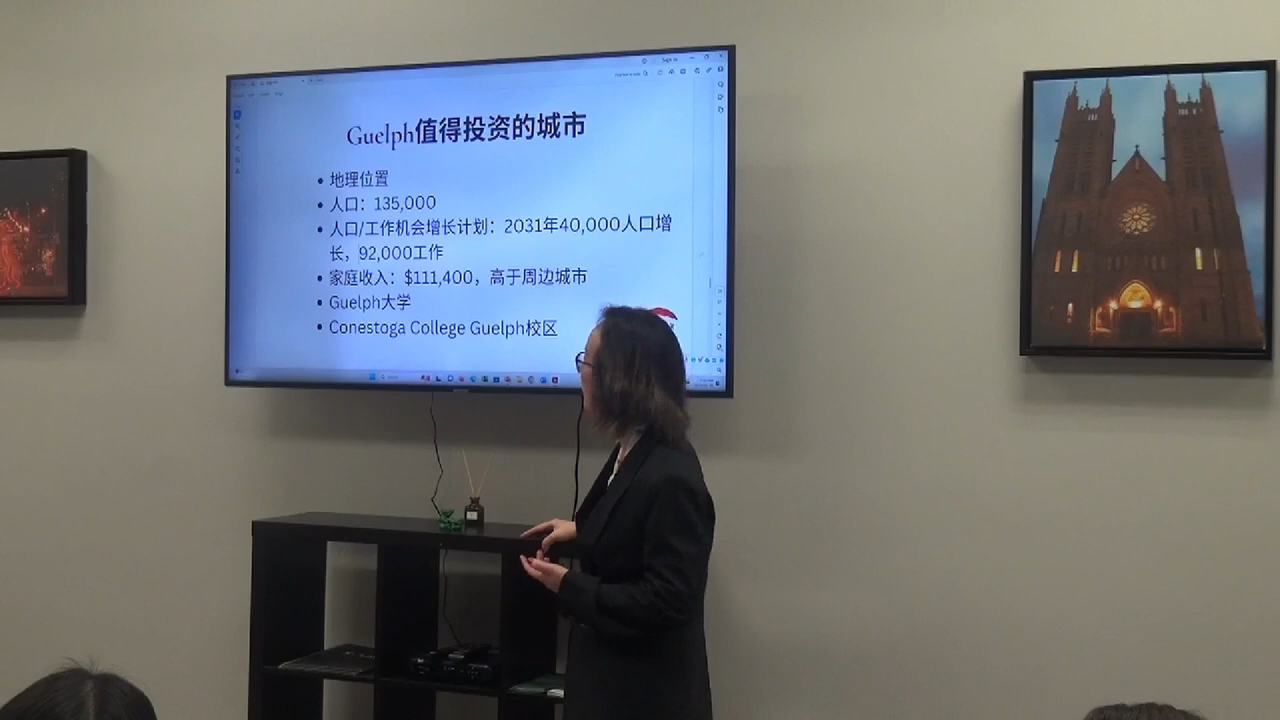 Guelph值得投资的城市
地理位置
人口：135,000
人口/工作机会增长计划：2031年40,000人口增
长，92,000工作
家庭收入：$111,400，高于周边城市
Guelph大学
Conestoga College Guelph校区